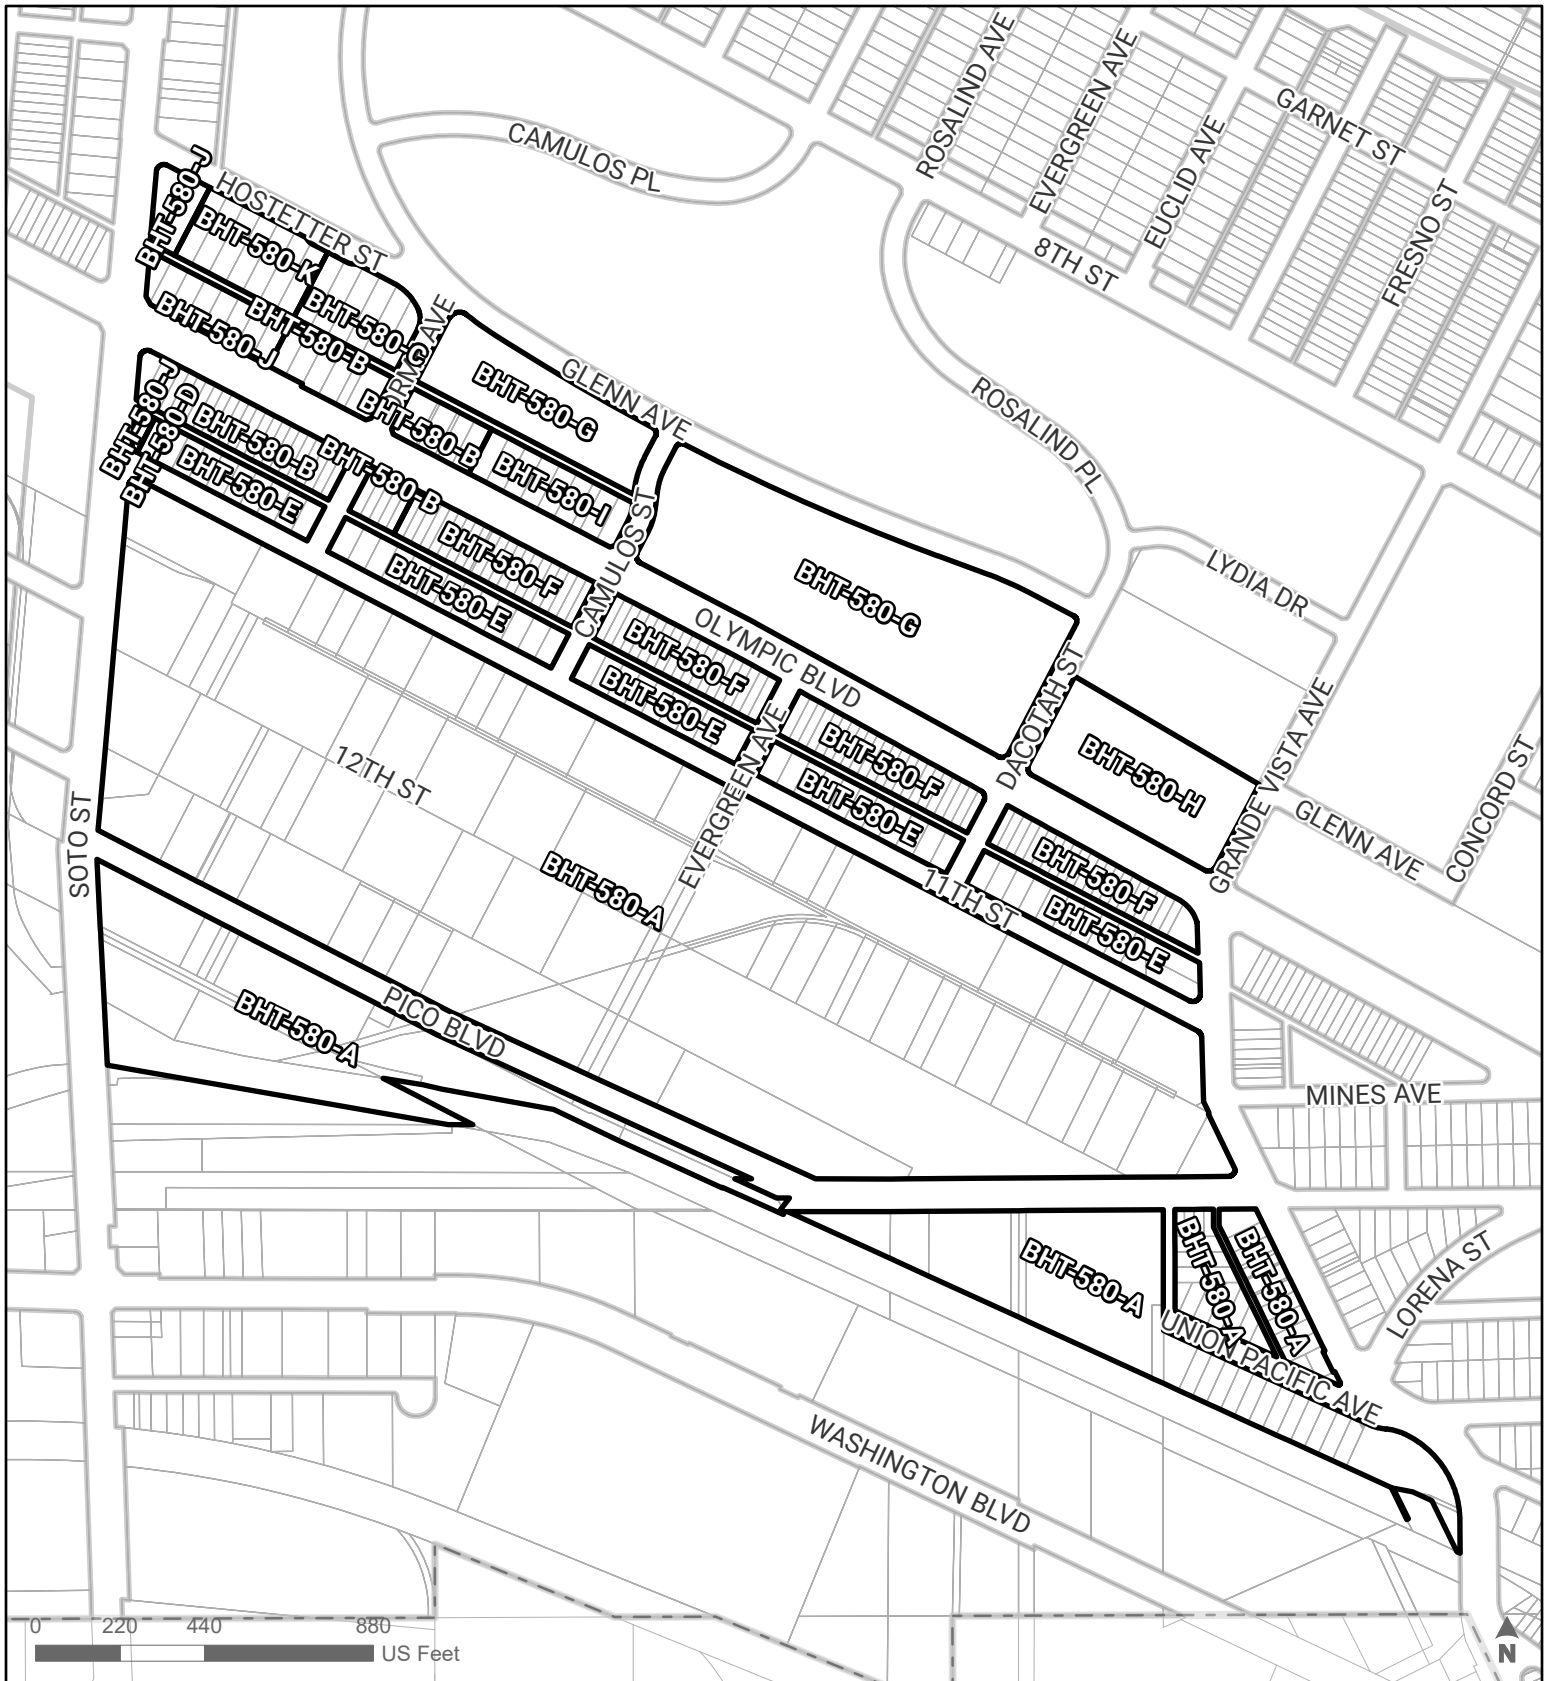 ROSALIND AVE
EVERGREEN AVE
GARNET ST
CAMULOS PL
EUCLID AVE
FRESNO ST
8TH ST
HOSTETTER ST
BHT-580-J
BHT-580-K
BHT-580-C
BHT-580-J
BHT-580-B
AVE
GLENN AVE
BHT-580-G
ROSALIND PL
BHT-580-J
BHT-580-D
BHT-580-B
BHT-580-E
BHT-580-B
BHT-580-B
BHT-580-I
BHT-580-F
BHT-580-E
CAMULOS ST
BHT-580-G
LYDIA DR
OLYMPIC BLVD
BHT-580-F
BHT-580-E
DACOTAH ST
BHT-580-H
GRANDE VISTA AVE
BHT-580-F
BHT-580-E
EVERGREEN AVE
12TH ST
GLENN AVE
CONCORD ST
SOTO ST
BHT-580-A
11TH ST
BHT-580-F
BHT-580-E
BHT-580-A
PICO BLVD
MINES AVE
BHT-580-A
BHT-580-A
BHT-580-A
LORENA ST
UNION PACIFIC AVE
WASHINGTON BLVD
0 220 440 880
US Feet
N